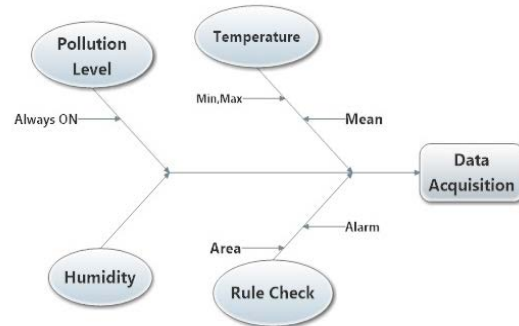 Pollution
Level
Temperature
Always ON
Min,Max
Mean
Data
Acquisition
Humidity
Area
Alarm
Rule Check